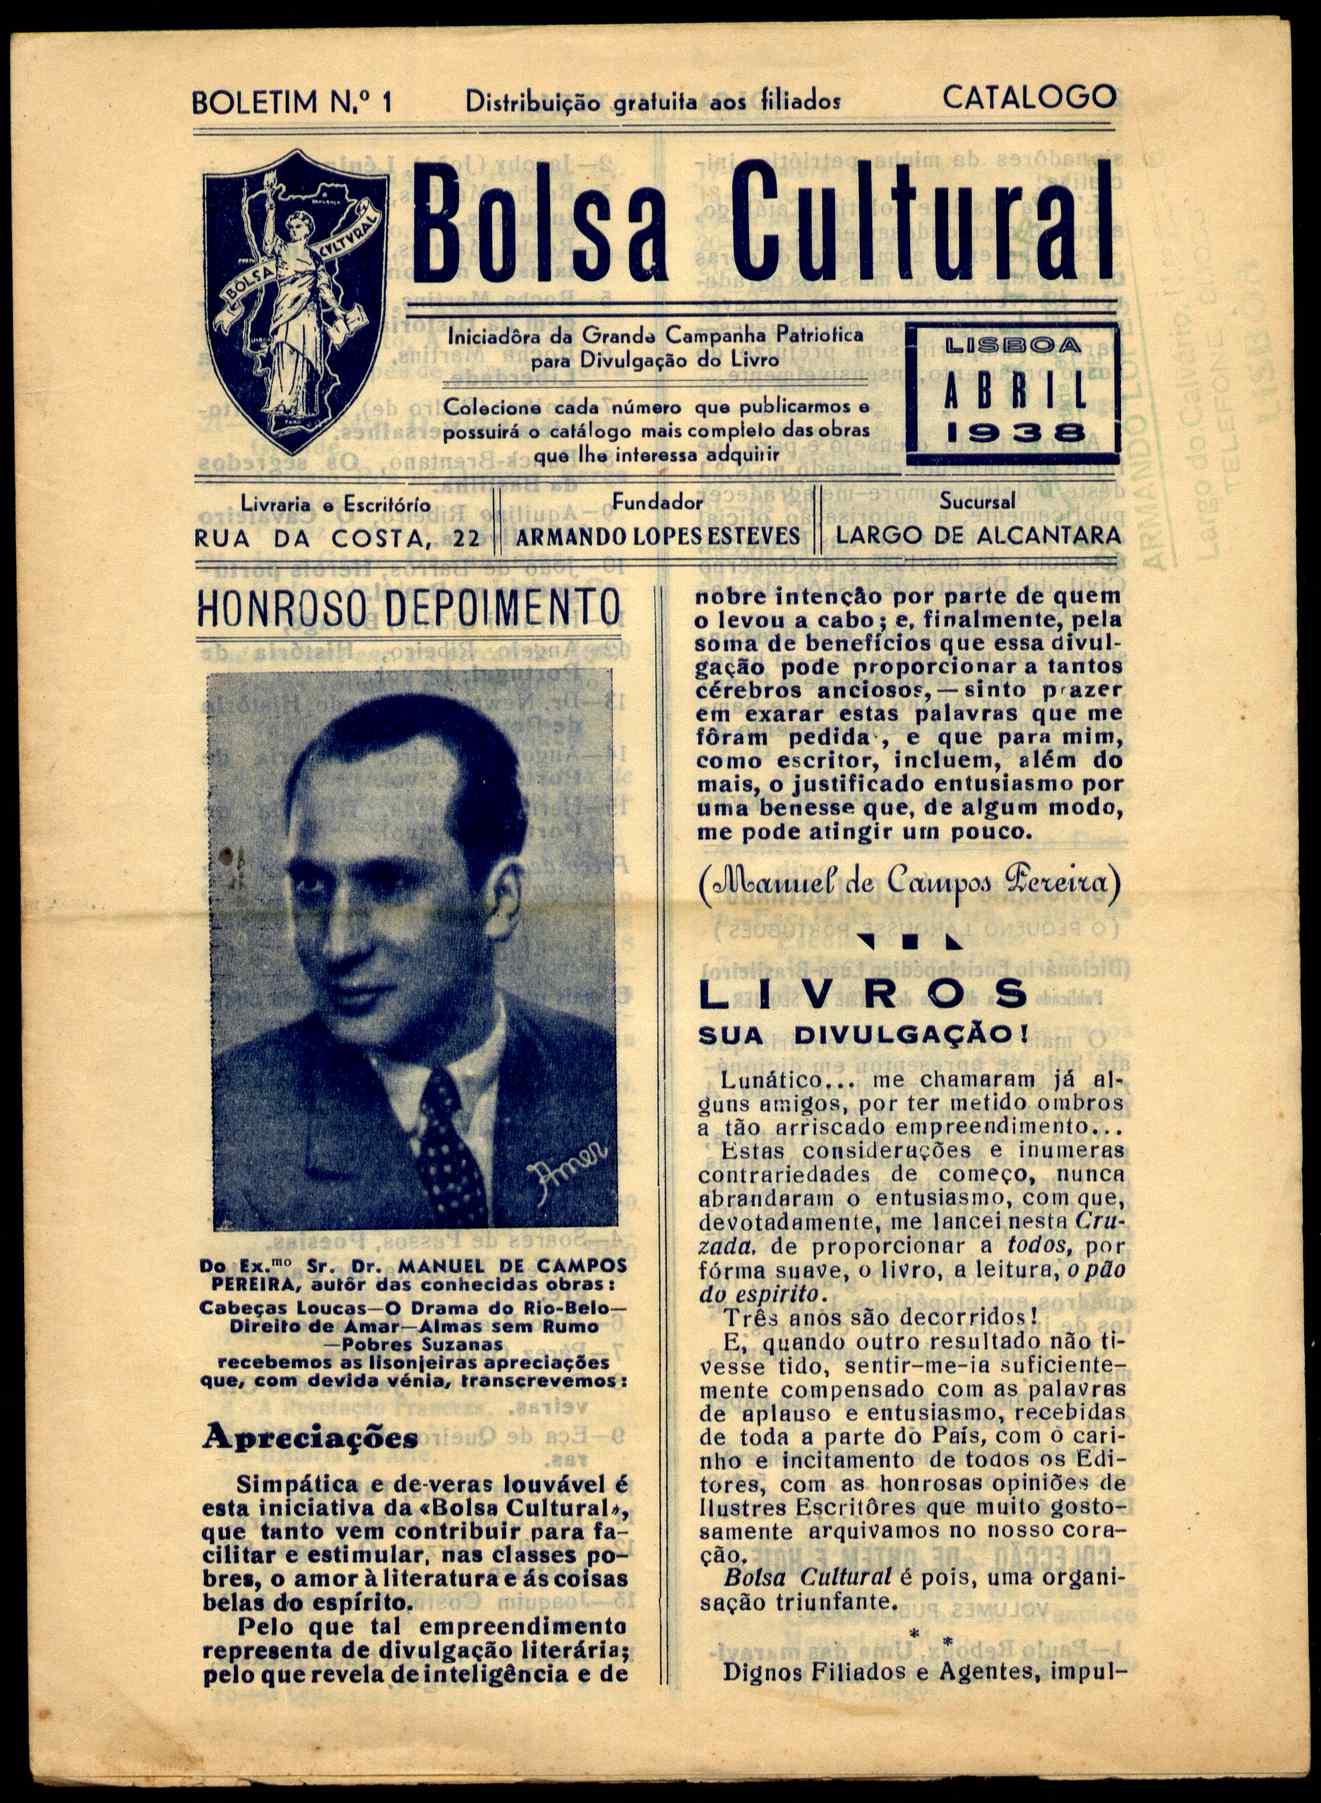 BOLETIM N.º 1
Distribuição gratuita aos filiados
CATALOGO
BOLSA CULTURAL
Bolsa Cultural
Iniciadôra da Grande Campanha Patriotica
para Divulgação do Livro
Colecione cada número que publicarmos e
possuirá o catálogo mais completo das obras
que lhe interessa adquirir
LISBOA
ABRIL
1938
Livraria e Escritório
RUA DA COSTA, 22
Fundador
ARMANDO LOPES ESTEVES
Sucursal
LARGO DE ALCANTARA
HONROSO DEPOIMENTO
Amer
Do Ex.mo Sr. Dr. MANUEL DE CAMPOS
PEREIRA, autôr das conhecidas obras:
Cabeças Loucas—O Drama do Rio-Belo—
Direito de Amar—Almas sem Rumo
—Pobres Suzanas
recebemos as lisonjeiras apreciações
que, com devida vénia, transcrevemos:
Apreciações
Simpática e de-veras louvável é
esta iniciativa da «Bolsa Cultural»,
que tanto vem contribuir para fa-
cilitar e estimular, nas classes po-
bres, o amor à literatura e ás coisas
belas do espírito.
Pelo que tal empreendimento
representa de divulgação literária;
pelo que revela de inteligência e de
nobre intenção por parte de quem
o levou a cabo; e, finalmente, pela
soma de benefícios que essa divul-
gação pode proporcionar a tantos
cérebros anciosos,—sinto prazer
em exarar estas palavras que me
fôram pedida , e que para mim,
como escritor, incluem, além do
mais, o justificado entusiasmo por
uma benesse que, de algum modo,
me pode atingir um pouco.
(Manuel de Campos Pereira)
LIVROS
SUA DIVULGAÇÃO!
Lunático... me chamaram já al-
guns amigos, por ter metido ombros
a tão arriscado empreendimento...
Estas considerações e inumeras
contrariedades de começo, nunca
abrandaram o entusiasmo, com que,
devotadamente, me lancei nesta Cru-
zada, de proporcionar a todos, por
fórma suave, o livro, a leitura, o pão
do espirito.
Três anos são decorridos!
E, quando outro resultado não ti-
vesse tido, sentir-me-ia suficiente-
mente compensado com as palavras
de aplauso e entusiasmo, recebidas
de toda a parte do País, com o cari-
nho e incitamento de todos os Edi-
tores, com as honrosas opiniões de
Ilustres Escritôres que muito gosto-
samente arquivamos no nosso cora-
ção.
Bolsa Cultural é pois, uma organi-
sação triunfante.
* *
Dignos Filiados e Agentes, impul-